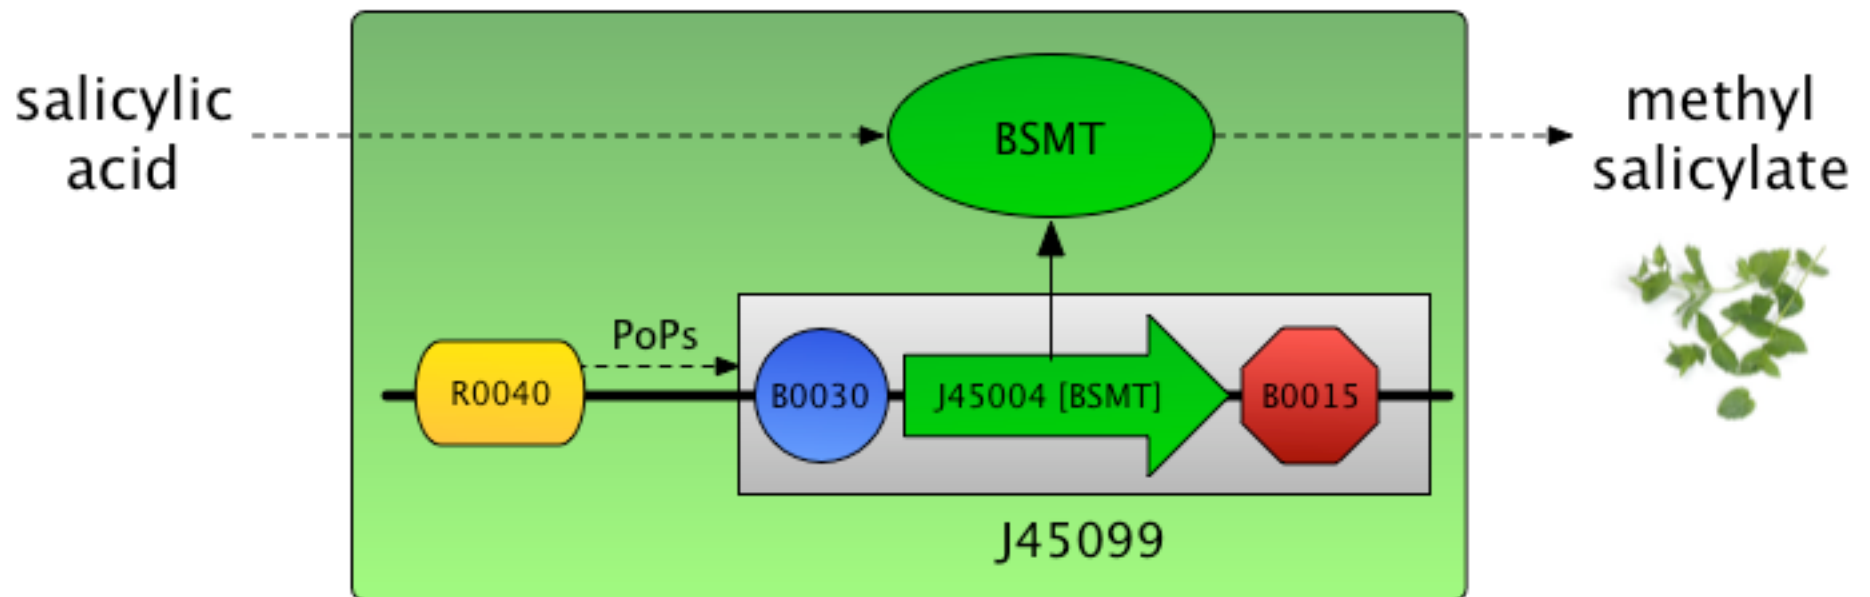 salicylic
acid
BSMT
methyl
salicylate
PoPs
R0040
B0030
J45004 [BSMT]
B0015
J45099